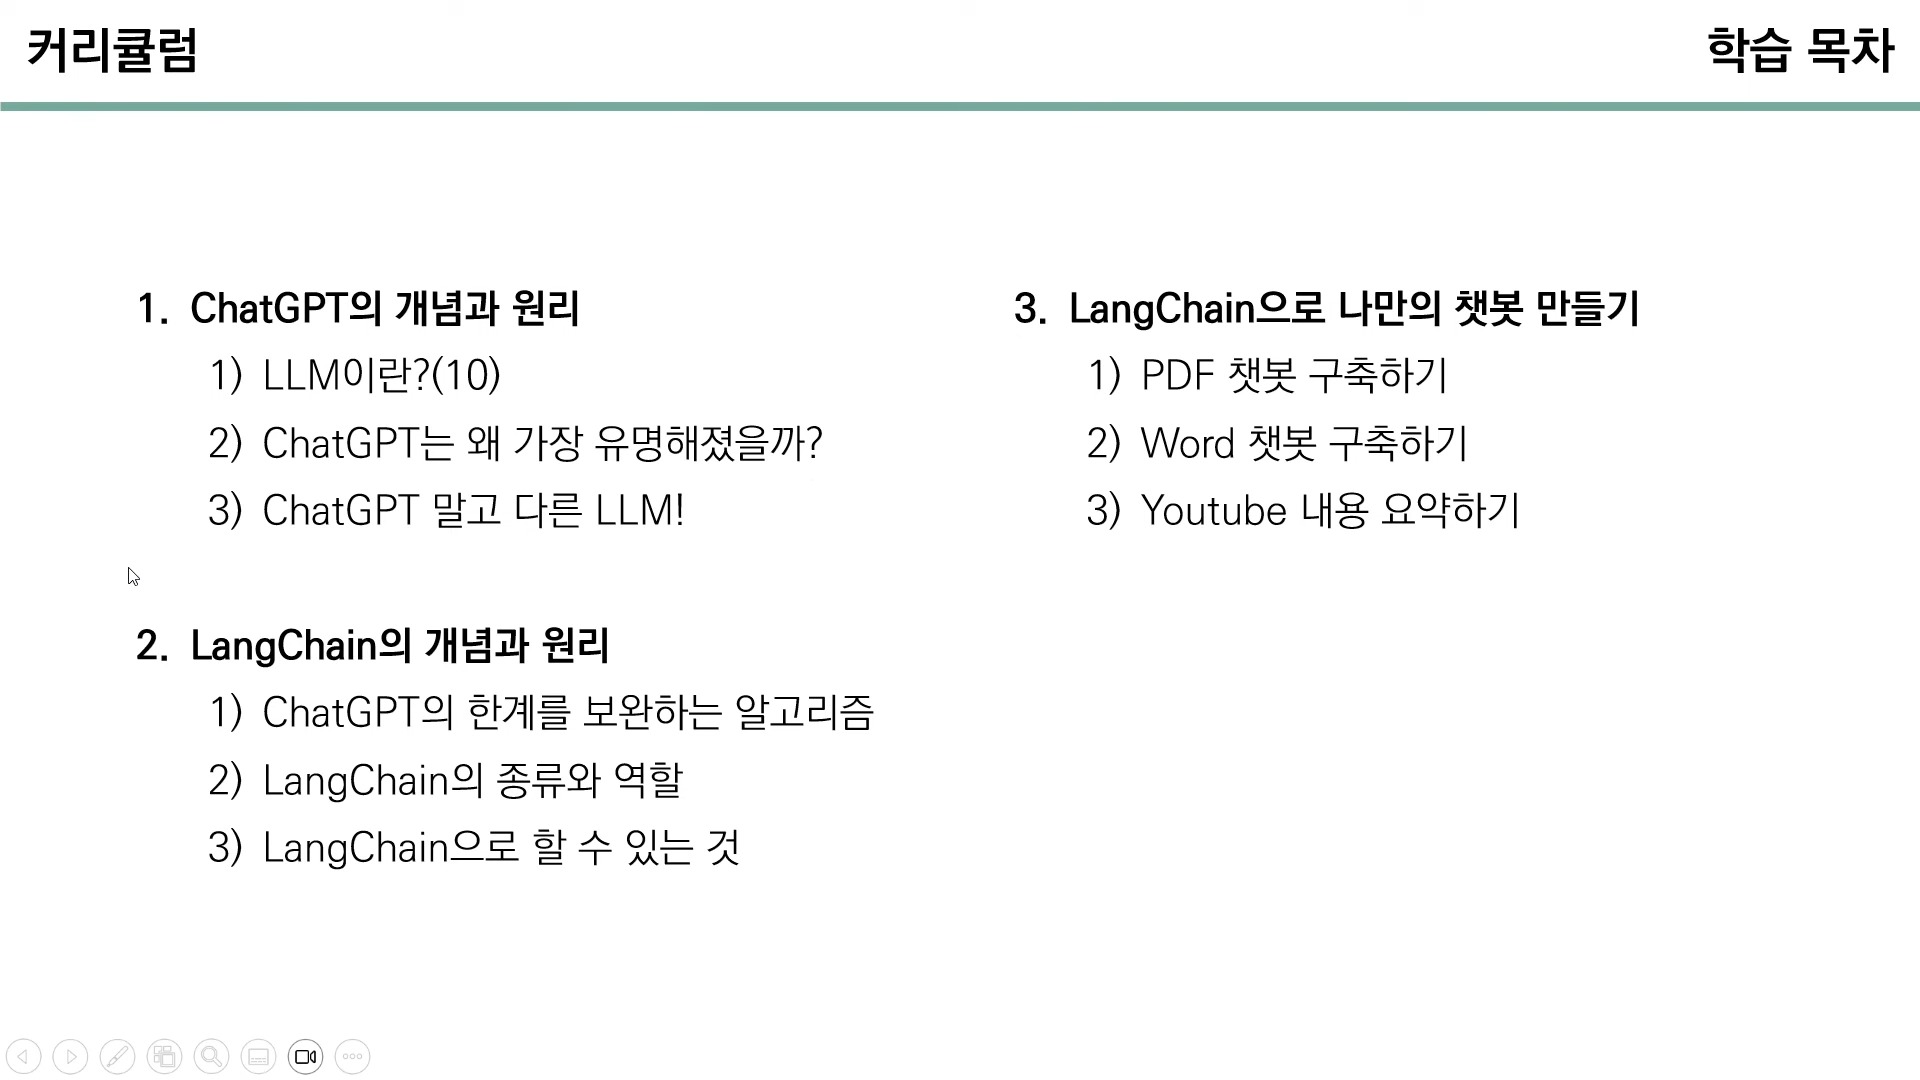 커리큘럼
학습 목차
1. ChatGPT의 개념과 원리
1) LLM이란?(10)
2) ChatGPT는 왜 가장 유명해졌을까?
3) ChatGPT 말고 다른 LLM!
2. LangChain의 개념과 원리
1) ChatGPT의 한계를 보완하는 알고리즘
2) LangChain의 종류와 역할
3) LangChain으로 할 수 있는 것
3. LangChain으로 나만의 챗봇 만들기
1) PDF 챗봇 구축하기
2) Word 챗봇 구축하기
3) Youtube 내용 요약하기